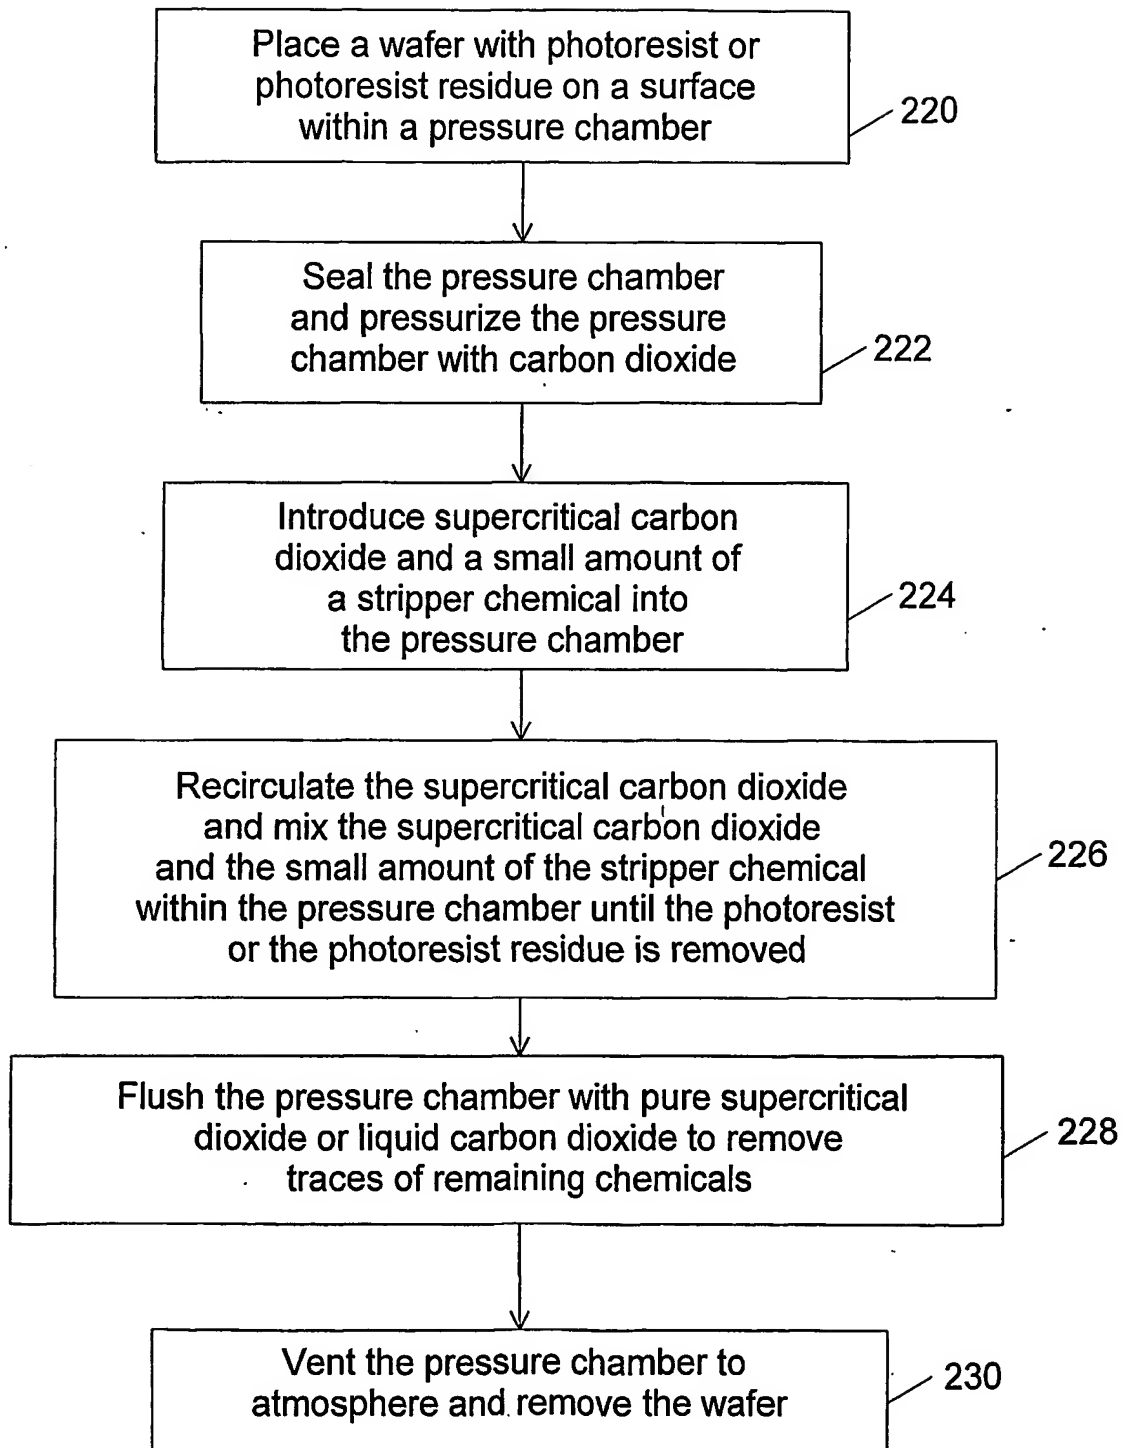 Place a wafer with photoresist or
photoresist residue on a surface
within a pressure chamber
220
Seal the pressure chamber
and pressurize the pressure
chamber with carbon dioxide
222
Introduce supercritical carbon
dioxide and a small amount of
a stripper chemical into
the pressure chamber
224
Recirculate the supercritical carbon dioxide
and mix the supercritical carbon dioxide
and the small amount of the stripper chemical
within the pressure chamber until the photoresist
or the photoresist residue is removed
226
Flush the pressure chamber with pure supercritical
dioxide or liquid carbon dioxide to remove
traces of remaining chemicals
228
Vent the pressure chamber to
atmosphere and remove the wafer
230